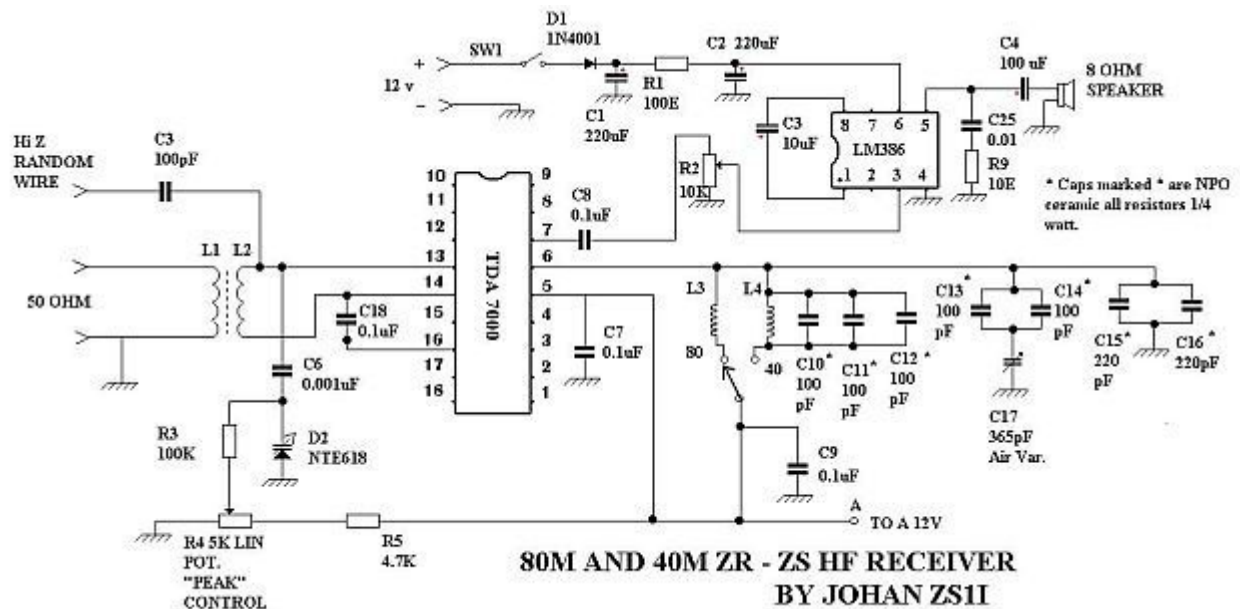 D1
1N4001
SW1
+
12 v
−
C1
220uF
R1
100E
C2 220uF
C4
100 uF
8 OHM
SPEAKER
C3
10uF
8 7 6 5
LM386
1 2 3 4
C25
0.01
R9
10E
R2
10K
* Caps marked * are NPO
ceramic all resistors 1/4
watt.
Hi Z
RANDOM
WIRE
C3
100pF
L1 L2
50 OHM
C18
0.1uF
C6
0.001uF
R3
100K
D2
NTE618
10
11
12
13
14
15
16
17
18
TDA 7000
9
8
7
6
5
4
3
2
1
C8
0.1uF
C7
0.1uF
L3
L4
80
40
C10*
100
pF
C11*
100
pF
C12*
100
pF
C13*
100
pF
C14*
100
pF
C15*
220
pF
C16*
220pF
*
C17
365pF
Air Var.
C9
0.1uF
A
TO A 12V
R4 5K LIN
POT.
"PEAK"
CONTROL
R5
4.7K
80M AND 40M ZR - ZS HF RECEIVER
BY JOHAN ZS1I